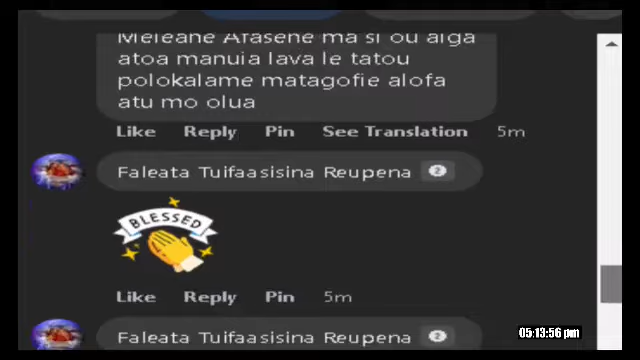 Meleane Afasene ma si ou aiga
atoa manuia lava le tatou
polokalame matagofie alofa
atu mo olua
Like Reply Pin See Translation 5m
Faleata Tuifaasisina Reupena 2
BLESSED
Like Reply Pin 5m
Faleata Tuifaasisina Reupena 2
05:13:56 pm